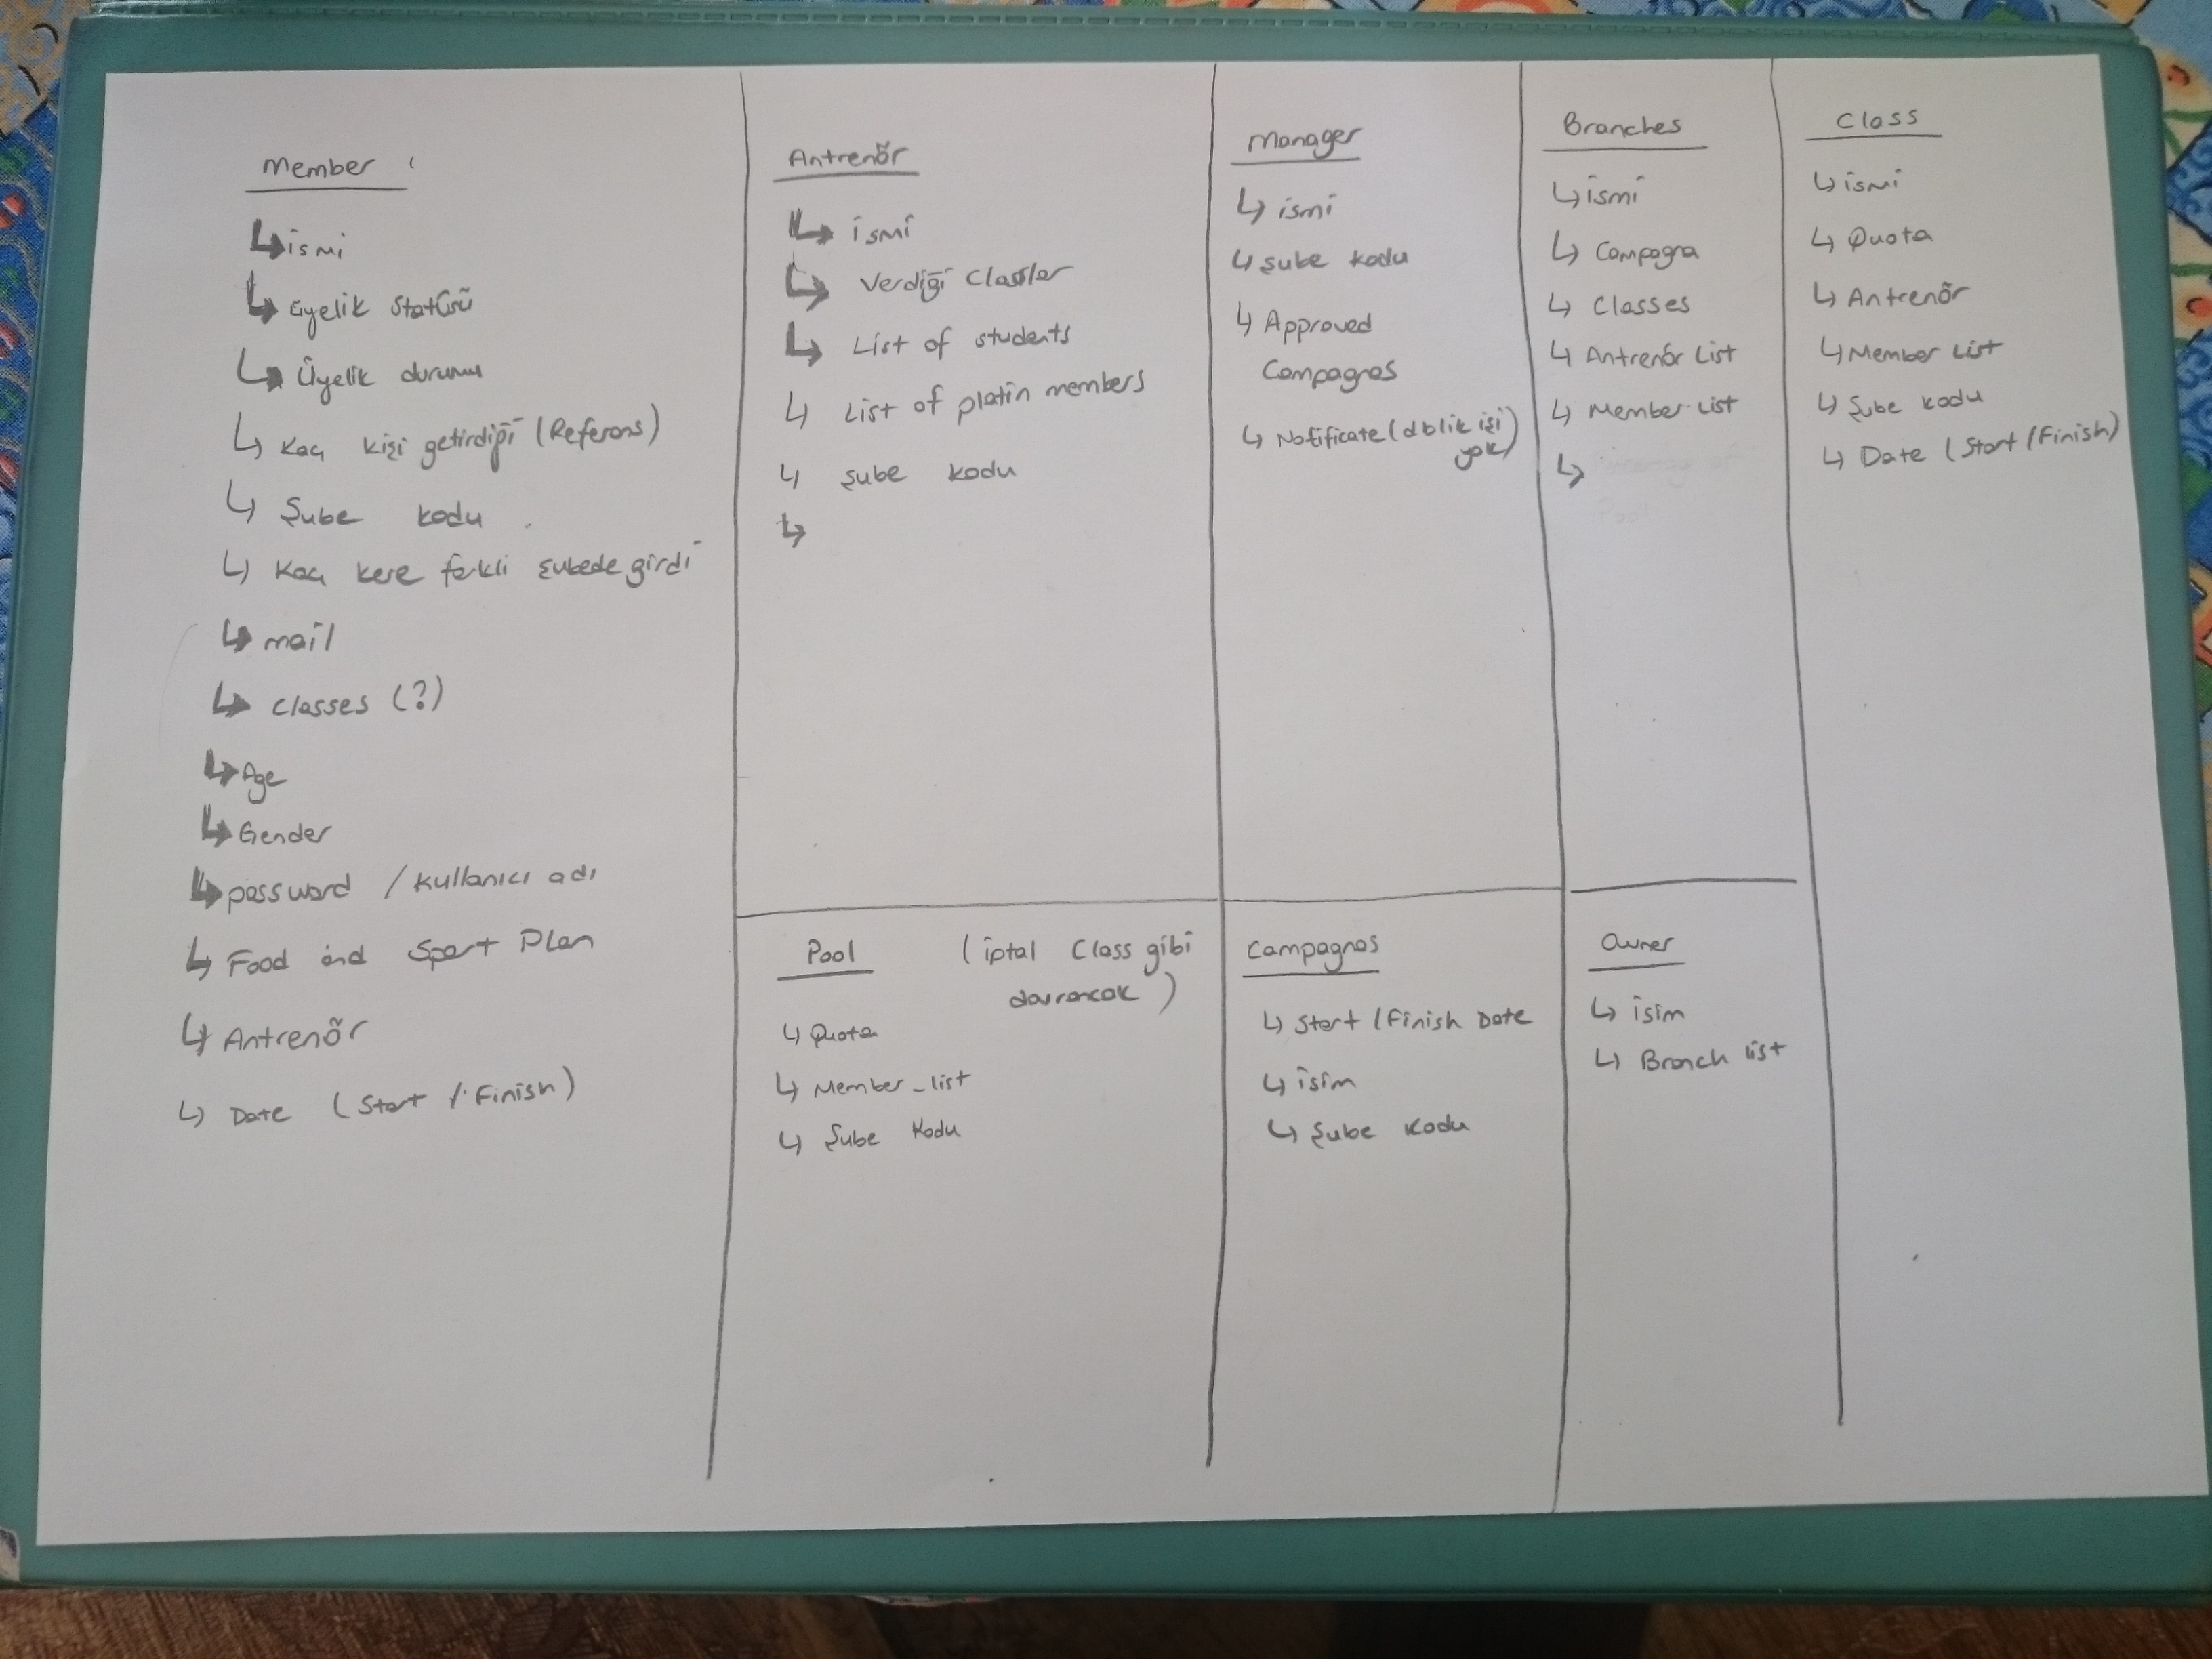 Member
ismi
üyelik statüsü
Üyelik durumu
Kaç kişi getirdiği (Referans)
Şube kodu
Kaç kere farklı şubede girdi
mail
classes (?)
Age
Gender
password / kullanıcı adı
Food and Sport Plan
Antrenör
Date (Start / Finish)
Antrenör
ismi
Verdiği Classlar
List of students
List of platin members
şube kodu
Manager
ismi
şube kodu
Approved
Campagnas
Notificate (dblik işi
yok)
Branches
ismi
Campagna
Classes
Antrenör List
Member List
Class
ismi
Quota
Antrenör
Member List
Şube kodu
Date (Start / Finish)
Pool (iptal Class gibi
davrancak)
Quota
Member_list
Şube Kodu
Campagnas
Start / Finish Date
isim
Şube Kodu
Owner
isim
Branch list